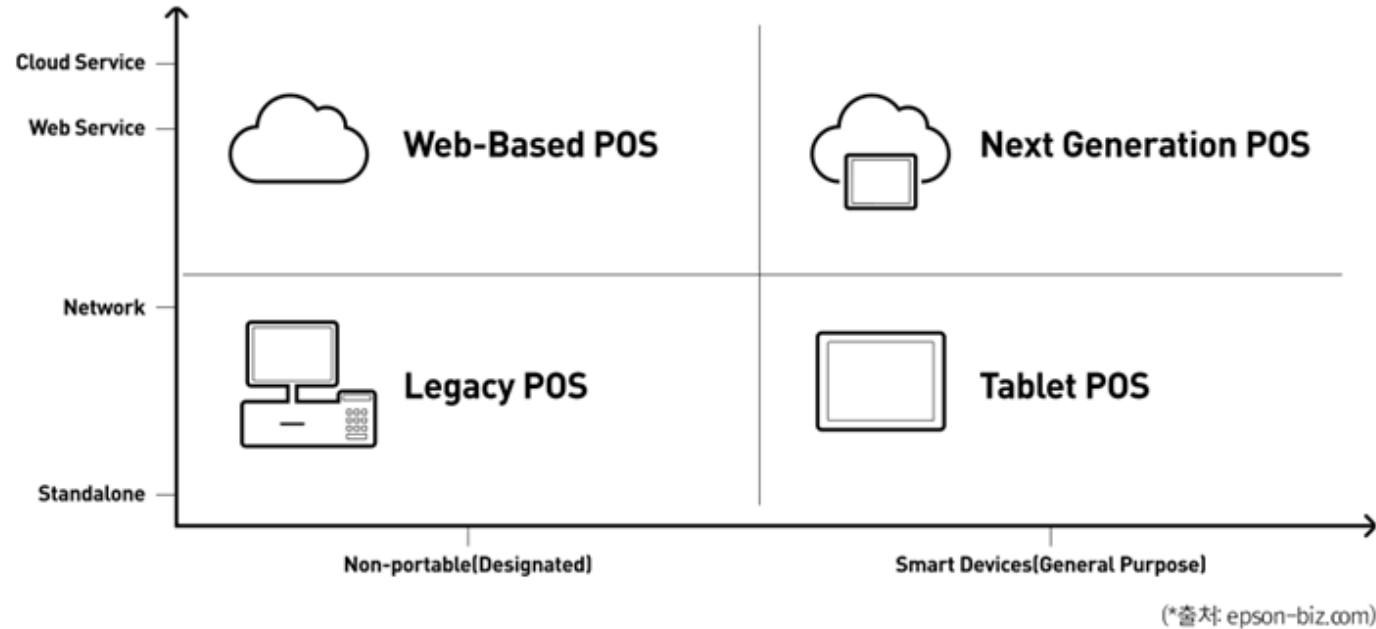 Cloud Service
Web Service
Web-Based POS
Next Generation POS
Network
Legacy POS
Tablet POS
Standalone
Non-portable(Designated)
Smart Devices(General Purpose)
(*출처: epson-biz.com)